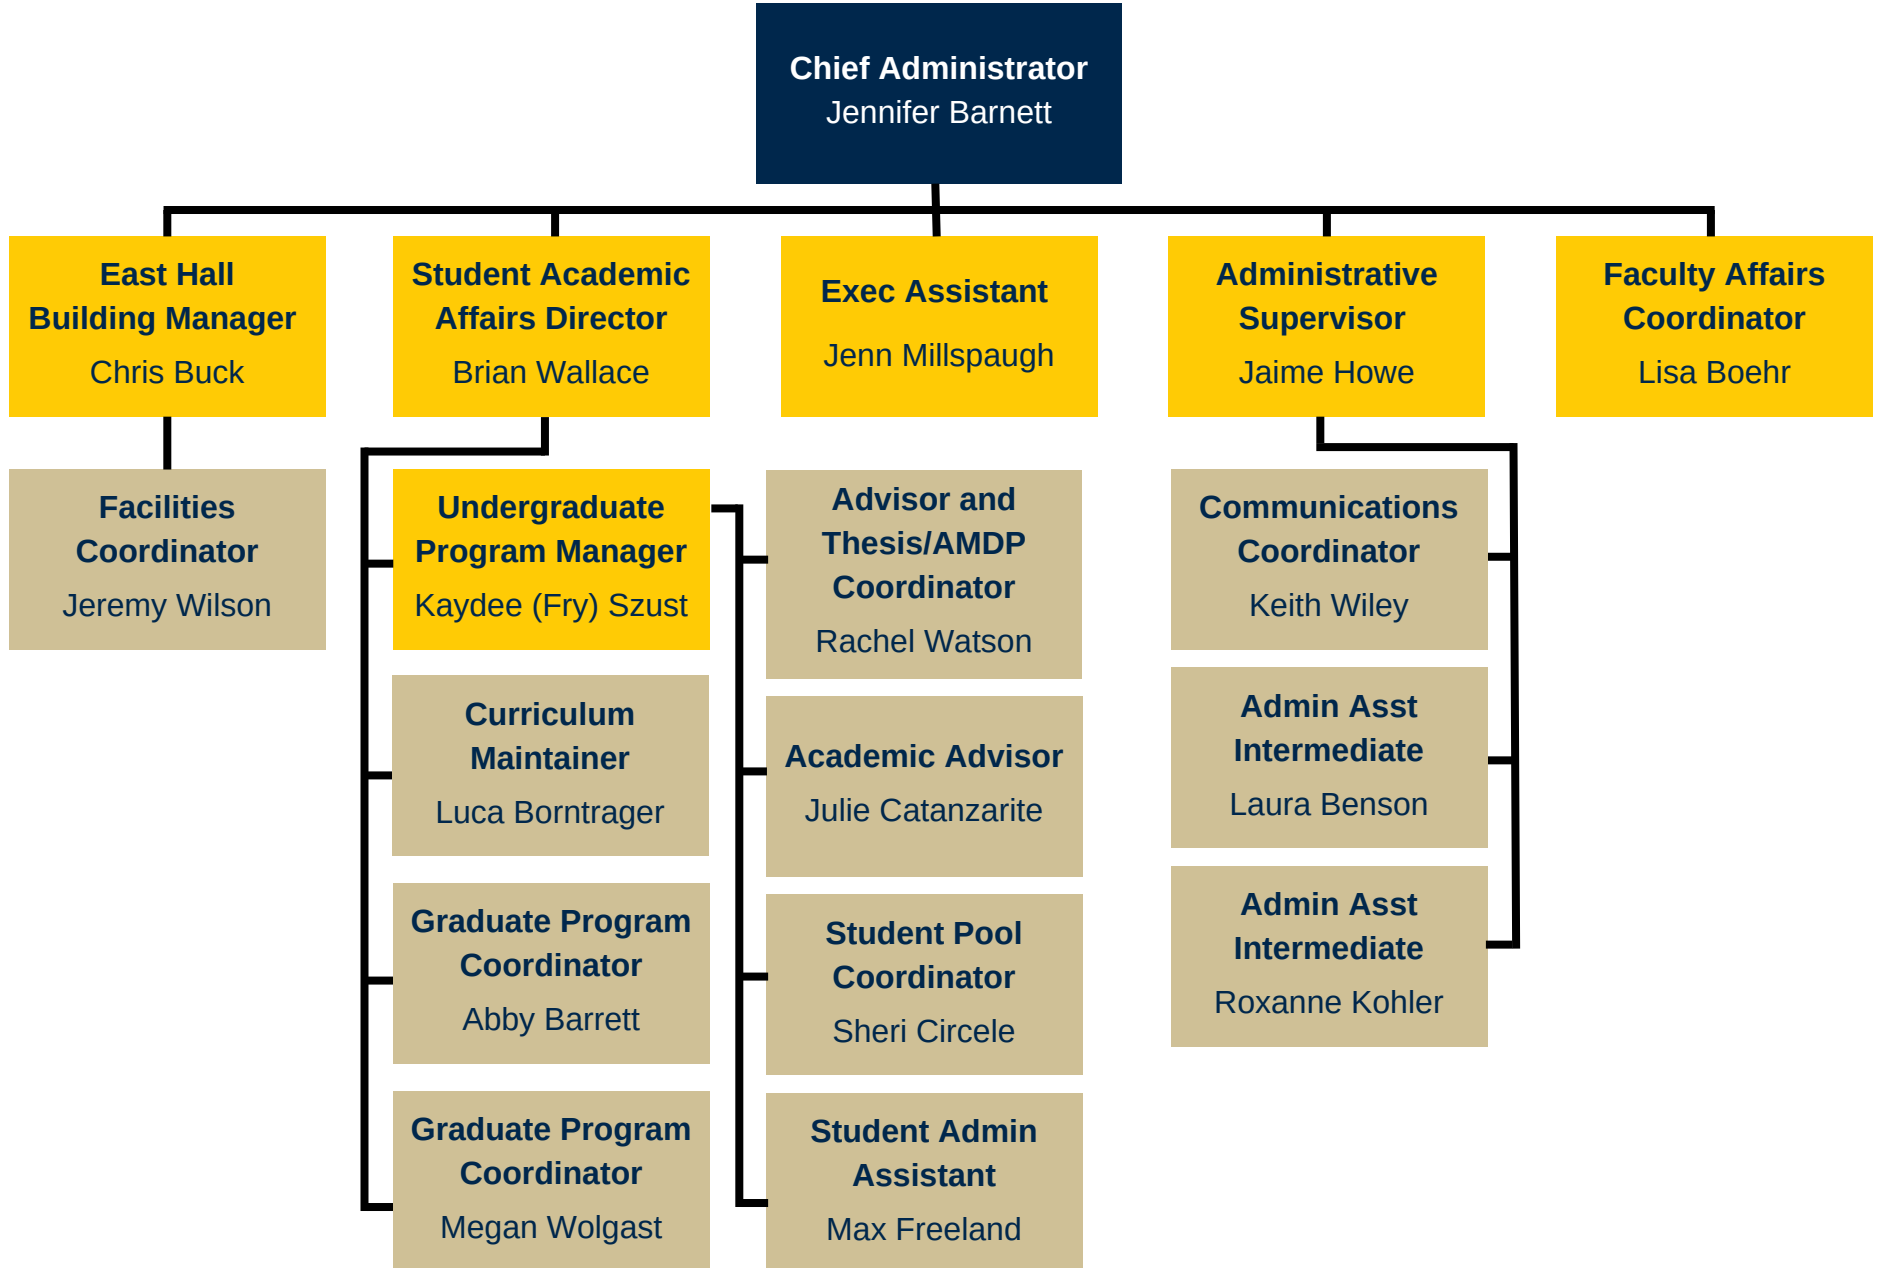 Chief Administrator
Jennifer Barnett
East Hall
Building Manager
Chris Buck
Student Academic
Affairs Director
Brian Wallace
Exec Assistant
Jenn Millspaugh
Administrative
Supervisor
Jaime Howe
Faculty Affairs
Coordinator
Lisa Boehr
Facilities
Coordinator
Jeremy Wilson
Undergraduate
Program Manager
Kaydee (Fry) Szust
Curriculum
Maintainer
Luca Borntrager
Graduate Program
Coordinator
Abby Barrett
Graduate Program
Coordinator
Megan Wolgast
Advisor and
Thesis/AMDP
Coordinator
Rachel Watson
Academic Advisor
Julie Catanzarite
Student Pool
Coordinator
Sheri Circele
Student Admin
Assistant
Max Freeland
Communications
Coordinator
Keith Wiley
Admin Asst
Intermediate
Laura Benson
Admin Asst
Intermediate
Roxanne Kohler